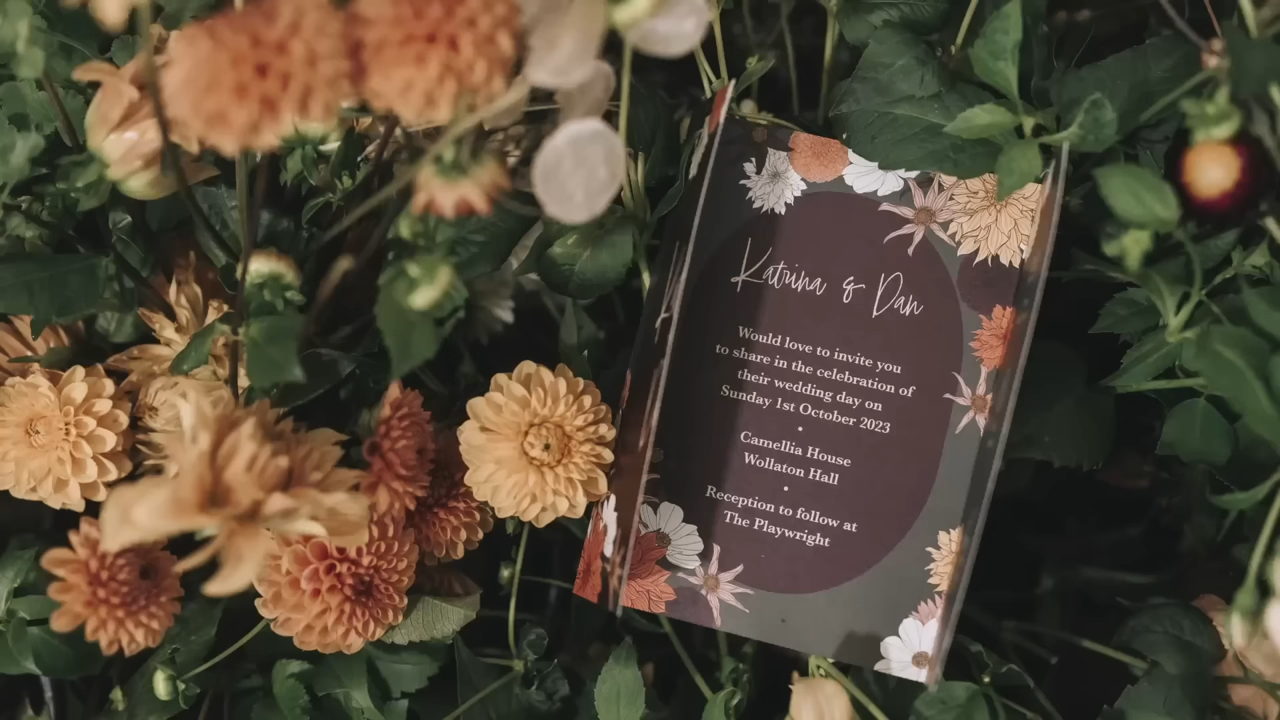 Katrina & Dan
Would love to invite you
to share in the celebration of
their wedding day on
Sunday 1st October 2023
Camellia House
Wollaton Hall
Reception to follow at
The Playwright